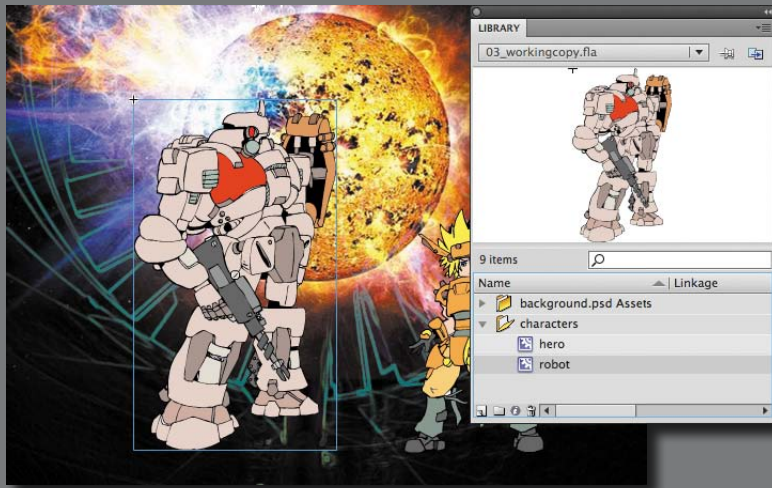 LIBRARY
03_workingcopy.fla
9 items
Name Linkage
background.psd Assets
characters
hero
robot